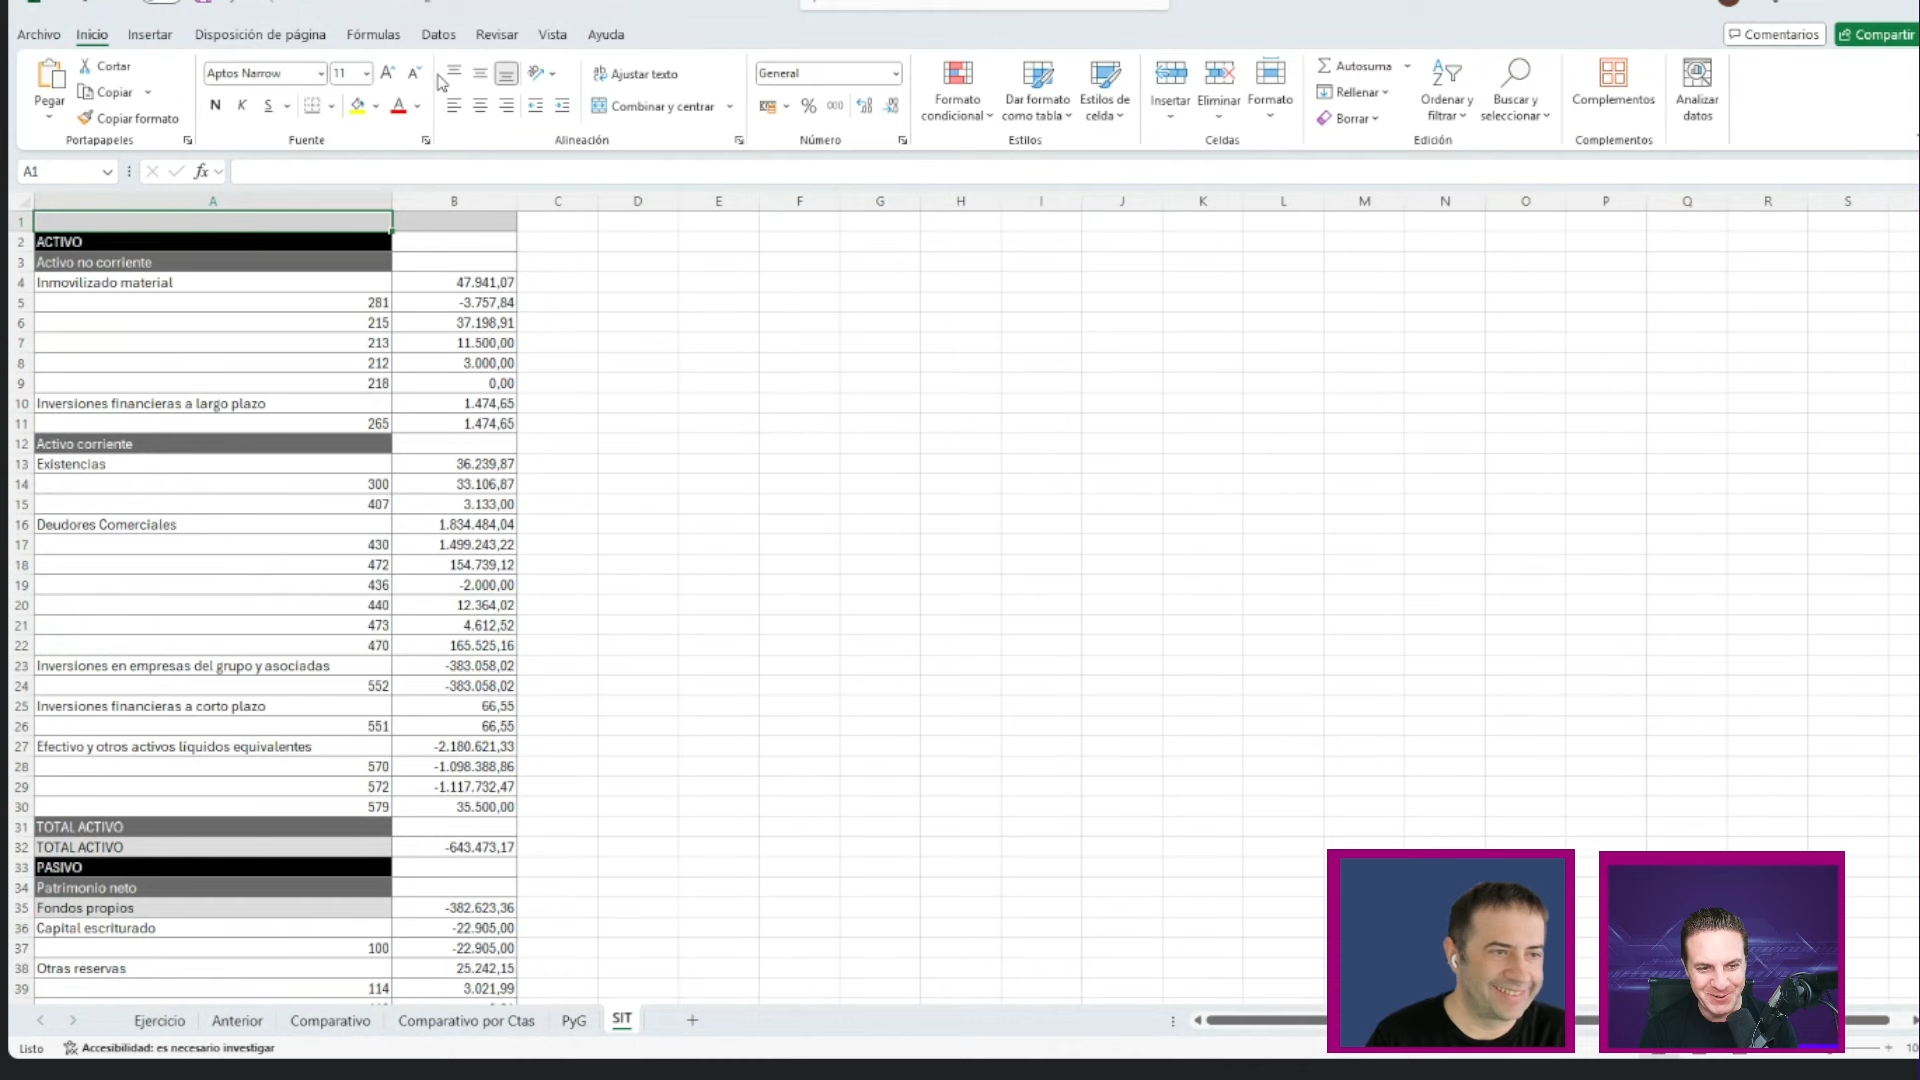 Archivo Inicio Insertar Disposición de página Fórmulas Datos Revisar Vista Ayuda Comentarios Compartir
Pegar Cortar Copiar Copiar formato Portapapeles
Aptos Narrow 11 N K S Fuente
Ajustar texto Combinar y centrar Alineación
General % 000 Número
Formato condicional Dar formato como tabla Estilos de celda Estilos
Insertar Eliminar Formato Celdas
Autosuma Rellenar Borrar Ordenar y filtrar Buscar y seleccionar Edición
Complementos Complementos
Analizar datos
A1 fx
A B C D E F G H I J K L M N O P Q R S
1
2 ACTIVO
3 Activo no corriente
4 Inmovilizado material 47.941,07
5 281 -3.757,84
6 215 37.198,91
7 213 11.500,00
8 212 3.000,00
9 218 0,00
10 Inversiones financieras a largo plazo 1.474,65
11 265 1.474,65
12 Activo corriente
13 Existencias 36.239,87
14 300 33.106,87
15 407 3.133,00
16 Deudores Comerciales 1.834.484,04
17 430 1.499.243,22
18 472 154.739,12
19 436 -2.000,00
20 440 12.364,02
21 473 4.612,52
22 470 165.525,16
23 Inversiones en empresas del grupo y asociadas -383.058,02
24 552 -383.058,02
25 Inversiones financieras a corto plazo 66,55
26 551 66,55
27 Efectivo y otros activos líquidos equivalentes -2.180.621,33
28 570 -1.098.388,86
29 572 -1.117.732,47
30 579 35.500,00
31 TOTAL ACTIVO
32 TOTAL ACTIVO -643.473,17
33 PASIVO
34 Patrimonio neto
35 Fondos propios -382.623,36
36 Capital escriturado -22.905,00
37 100 -22.905,00
38 Otras reservas 25.242,15
39 114 3.021,99
Ejercicio Anterior Comparativo Comparativo por Ctas PyG SIT +
Listo Accesibilidad: es necesario investigar